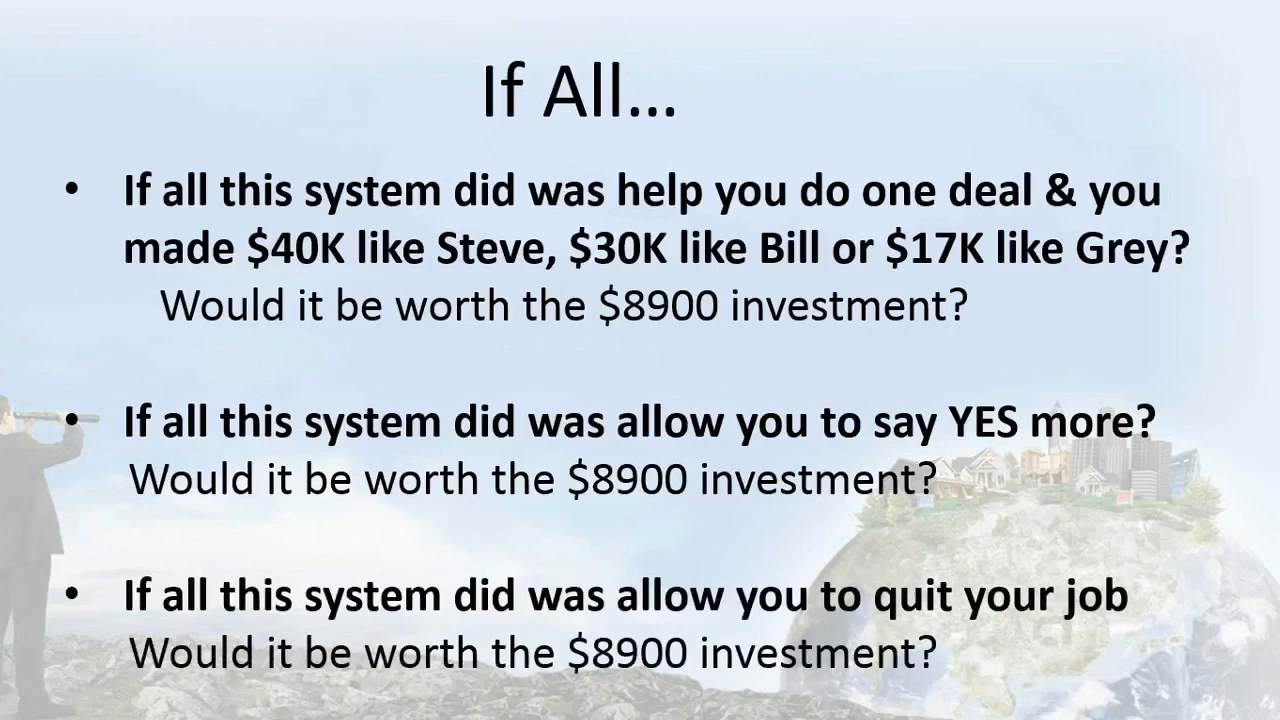 If All...
• If all this system did was help you do one deal & you
made $40K like Steve, $30K like Bill or $17K like Grey?
Would it be worth the $8900 investment?
• If all this system did was allow you to say YES more?
Would it be worth the $8900 investment?
• If all this system did was allow you to quit your job
Would it be worth the $8900 investment?